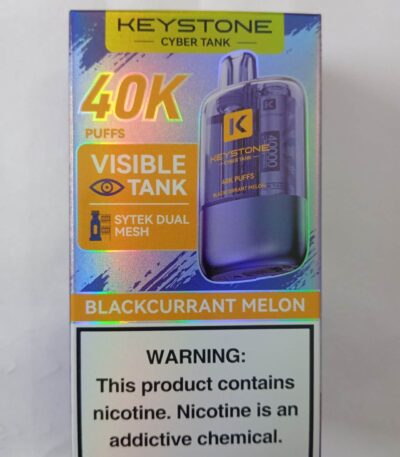 KEYSTONE
CYBER TANK
40K
PUFFS
VISIBLE
TANK
SYTEK DUAL
MESH
K
KEYSTONE
CYBER TANK
40K PUFFS
BLACKCURRANT MELON
K
40000
BLACKCURRANT MELON
WARNING:
This product contains
nicotine. Nicotine is an
addictive chemical.